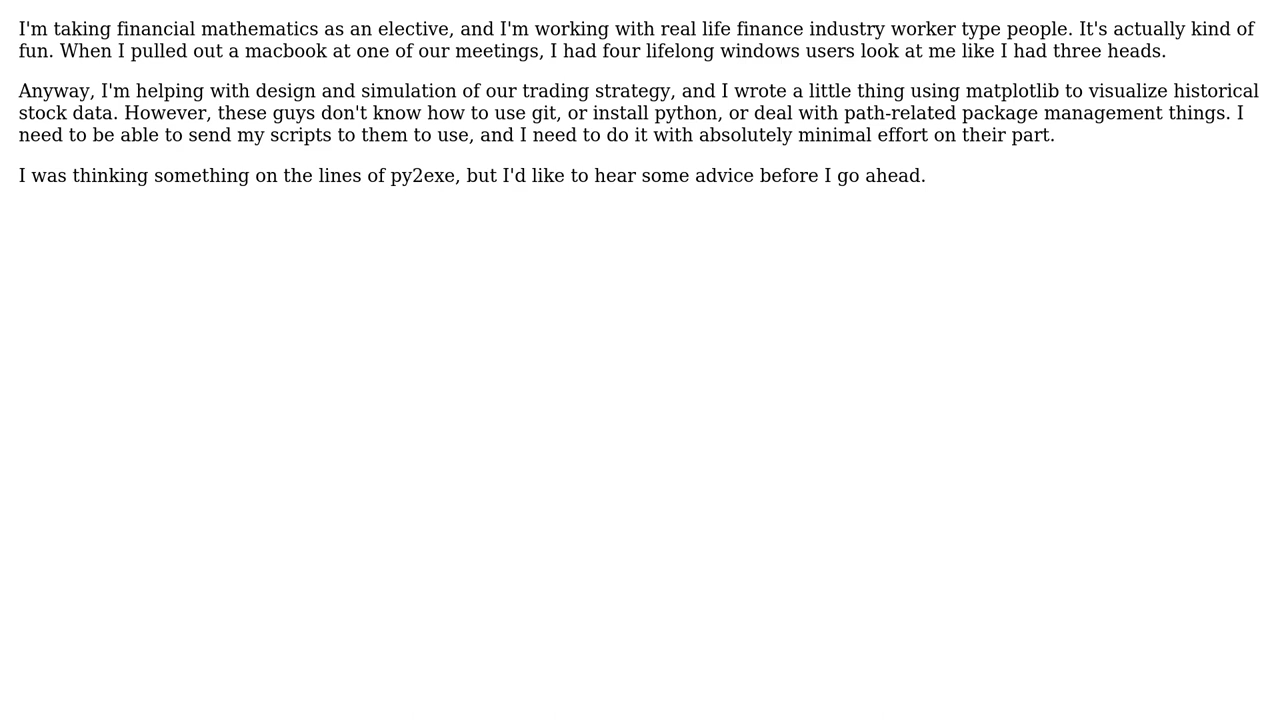 I'm taking financial mathematics as an elective, and I'm working with real life finance industry worker type people. It's actually kind of
fun. When I pulled out a macbook at one of our meetings, I had four lifelong windows users look at me like I had three heads.
Anyway, I'm helping with design and simulation of our trading strategy, and I wrote a little thing using matplotlib to visualize historical
stock data. However, these guys don't know how to use git, or install python, or deal with path-related package management things. I
need to be able to send my scripts to them to use, and I need to do it with absolutely minimal effort on their part.
I was thinking something on the lines of py2exe, but I'd like to hear some advice before I go ahead.